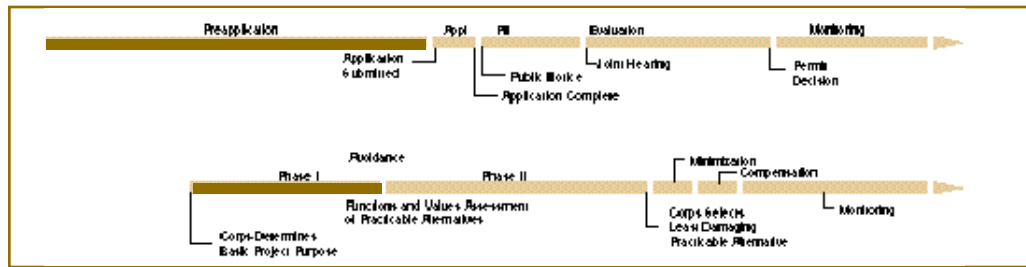 Preapplication Appl PN Evaluation Monitoring
Application
Submitted
Public Notice
Application Complete
Joint Hearing
Permit
Decision
Avoidance
Phase I Phase II
Minimization
Compensation
Functions and Values Assessment
of Practicable Alternatives
Corps Determines
Basic Project Purpose
Corps Selects
Least Damaging
Practicable Alternative
Monitoring